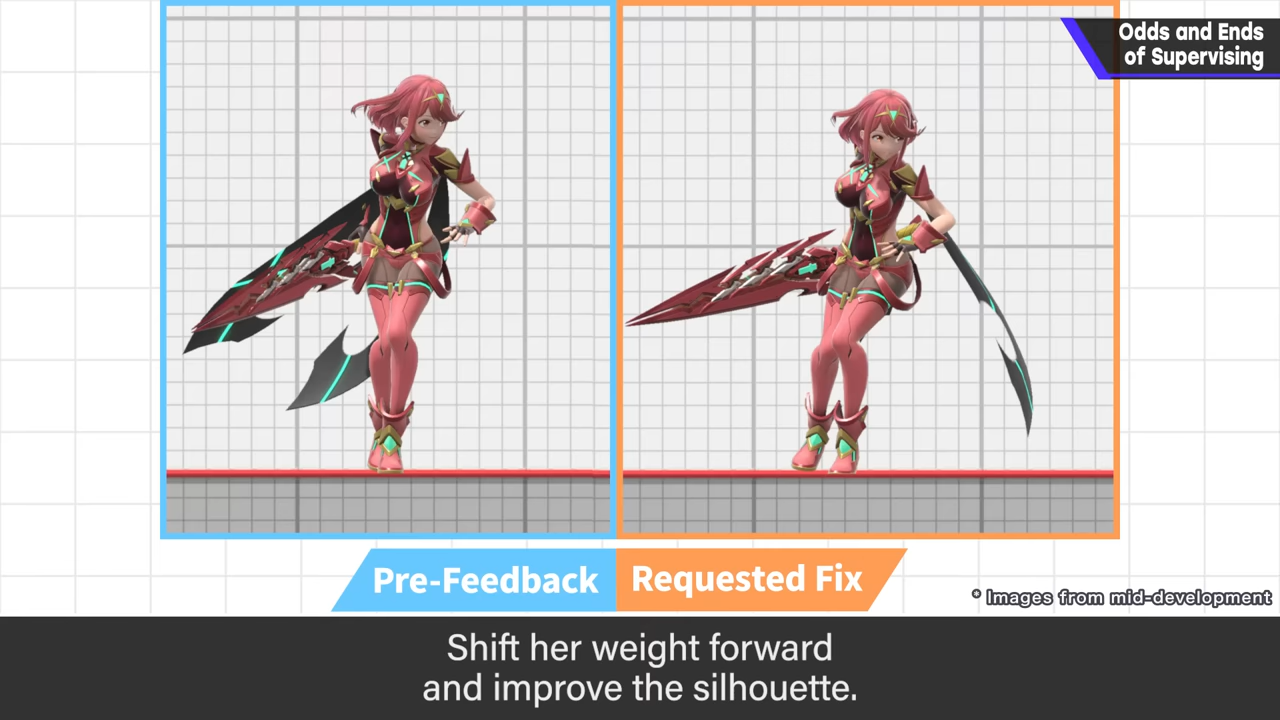 Odds and Ends
of Supervising
Pre-Feedback
Requested Fix
* Images from mid-development
Shift her weight forward
and improve the silhouette.